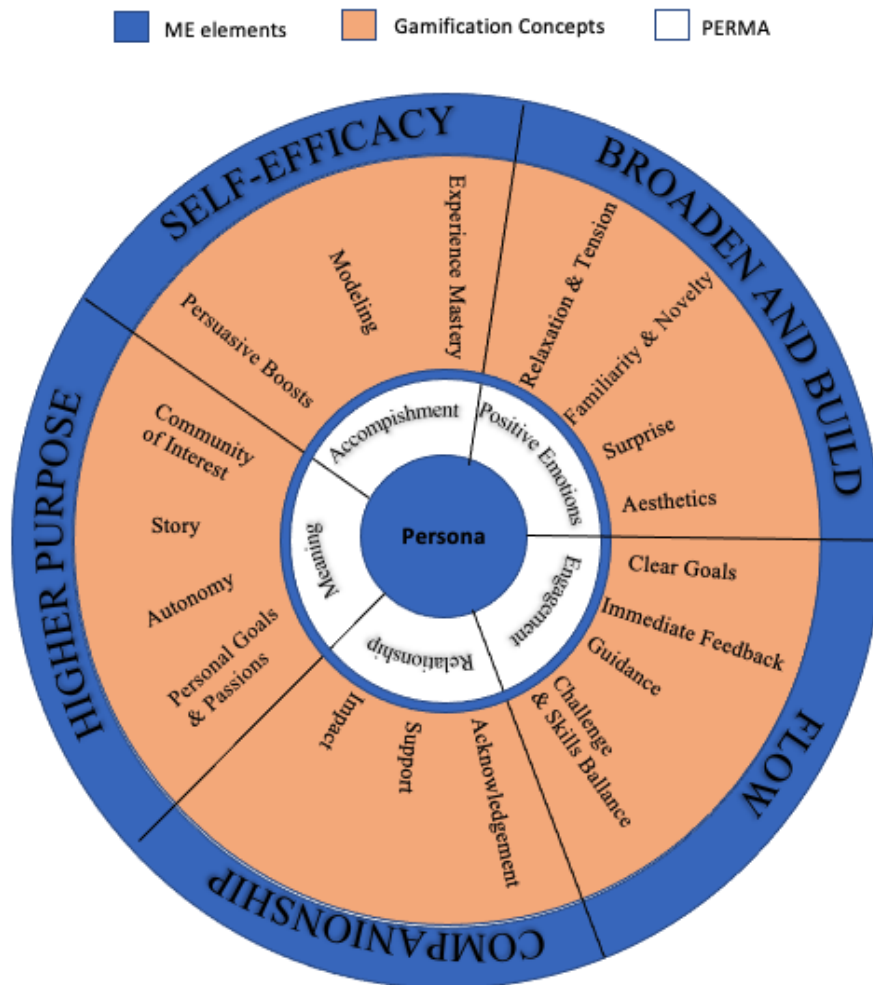 ME elements
Gamification Concepts
PERMA
SELF-EFFICACY
BROADEN AND BUILD
FLOW
COMPANIONSHIP
HIGHER PURPOSE
Persuasive Boosts
Modeling
Experience Mastery
Relaxation & Tension
Familiarity & Novelty
Surprise
Aesthetics
Clear Goals
Immediate Feedback
Guidance
Challenge
& Skills Ballance
Acknowledgement
Support
Impact
Personal Goals
& Passions
Autonomy
Story
Community
of Interest
Accompishment
Positive Emotions
Engagement
Relationship
Meaning
Persona